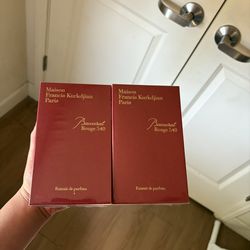 Maison
Francis Kurkdjian
Paris
Baccarat
Rouge 540
Extrait de parfum
Maison
Francis Kurkdjian
Paris
Baccarat
Rouge 540
Extrait de parfum